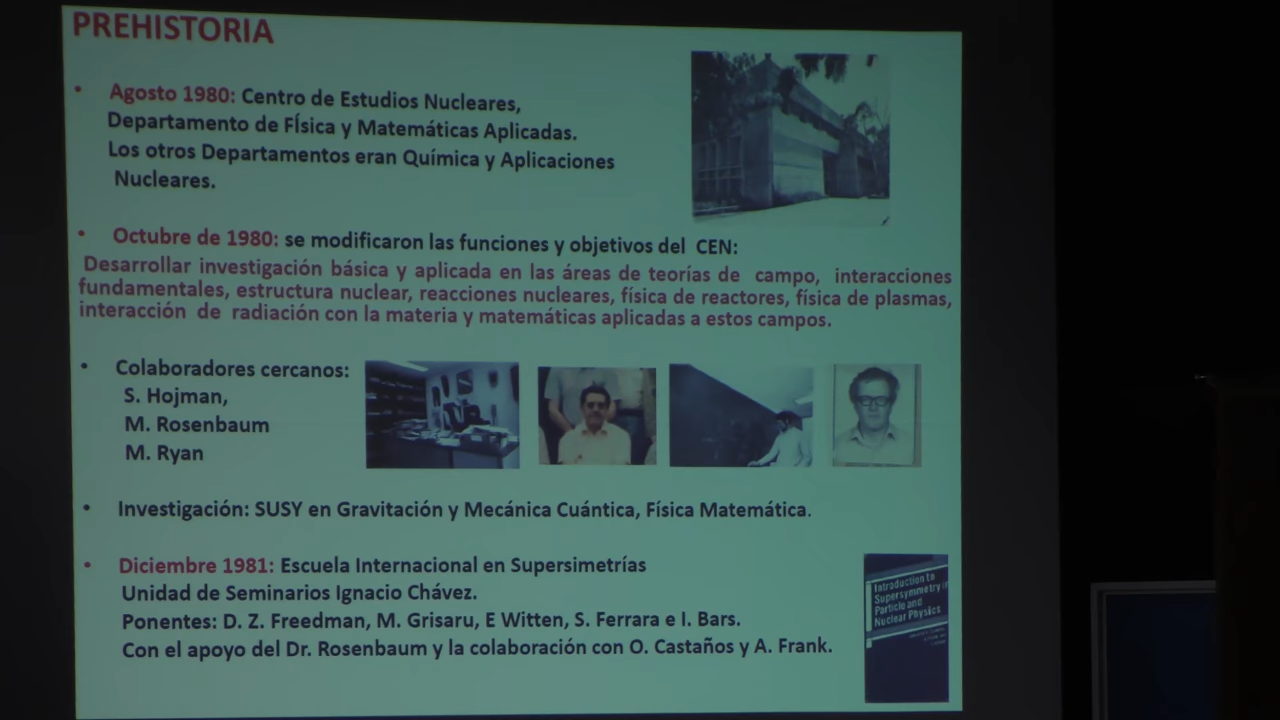 PREHISTORIA
• Agosto 1980: Centro de Estudios Nucleares,
Departamento de FÍsica y Matemáticas Aplicadas.
Los otros Departamentos eran Química y Aplicaciones
Nucleares.
• Octubre de 1980: se modificaron las funciones y objetivos del CEN:
Desarrollar investigación básica y aplicada en las áreas de teorías de campo, interacciones
fundamentales, estructura nuclear, reacciones nucleares, física de reactores, física de plasmas,
interacción de radiación con la materia y matemáticas aplicadas a estos campos.
• Colaboradores cercanos:
S. Hojman,
M. Rosenbaum
M. Ryan
• Investigación: SUSY en Gravitación y Mecánica Cuántica, Física Matemática.
• Diciembre 1981: Escuela Internacional en Supersimetrías
Unidad de Seminarios Ignacio Chávez.
Ponentes: D. Z. Freedman, M. Grisaru, E Witten, S. Ferrara e I. Bars.
Con el apoyo del Dr. Rosenbaum y la colaboración con O. Castaños y A. Frank.
Introduction to
Supersymmetry in
Particle and
Nuclear Physics